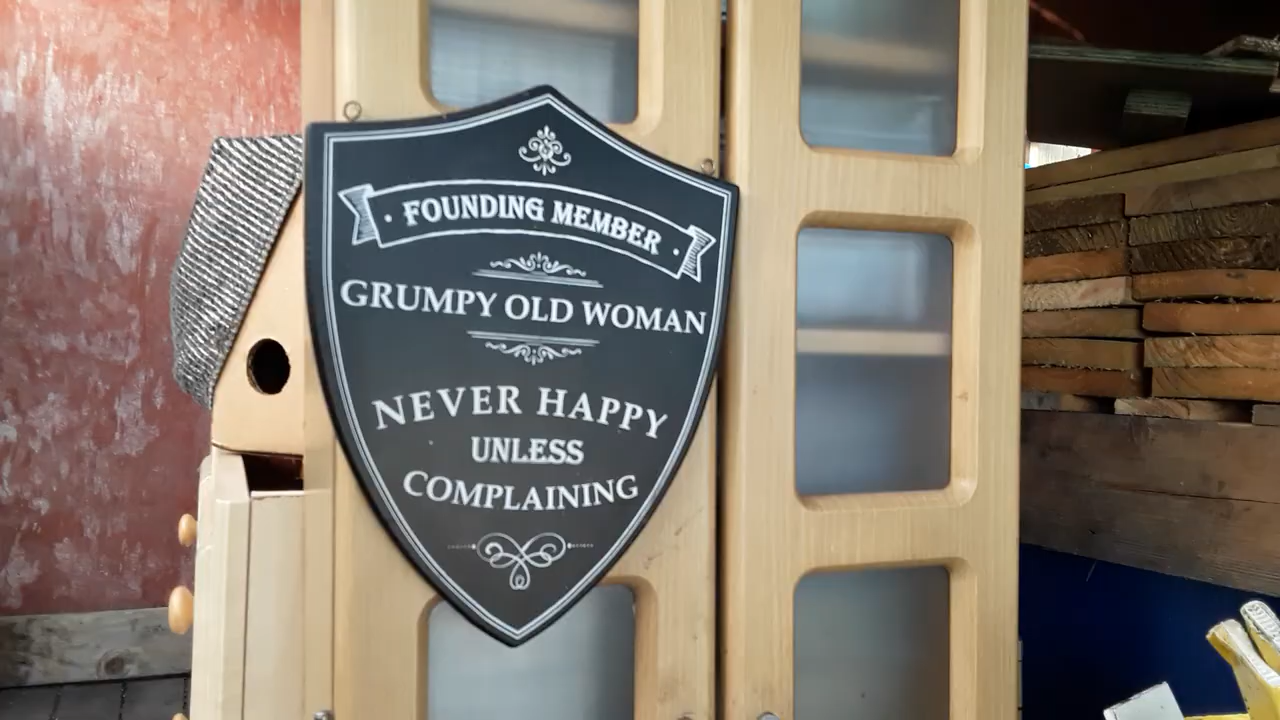 · FOUNDING MEMBER ·
GRUMPY OLD WOMAN
NEVER HAPPY
UNLESS
COMPLAINING